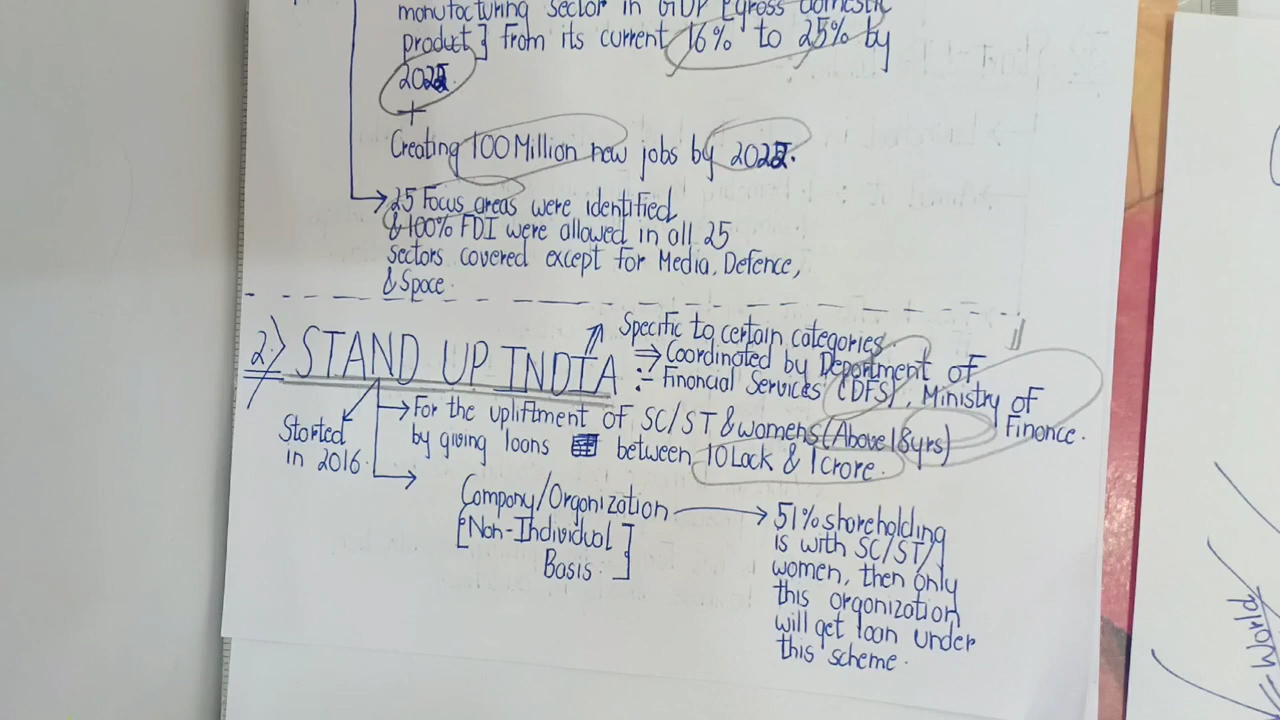 manufacturing sector in GDP [gross domestic
product] from its current 16% to 25% by
2025.
+
Creating 100 Million new jobs by 2025.
25 Focus areas were identified
& 100% FDI were allowed in all 25
sectors covered except for Media, Defence,
& Space.
2.) STAND UP INDIA :-
Specific to certain categories.
⇒ Coordinated by Department of
Financial Services (DFS), Ministry of
Finance.
Started
in 2016.
For the upliftment of SC/ST & womens (Above 18yrs)
by giving loans between 10 Lack & 1 Crore.
Company/Organization
[Non-Individual
Basis.]
51% shareholding
is with SC/ST/
women, then only
this organization
will get loan under
this scheme.
World